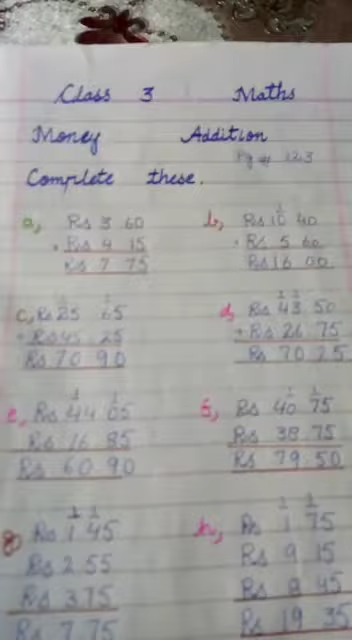 Class 3 Maths
Money Addition
Pg # 223
Complete these.
a, Rs 3 60
+ Rs 4 15
Rs 7 75
b, Rs 10 40
+ Rs 5 60
Rs 16 00
c, Rs 25 65
+ Rs 45 25
Rs 70 90
d, Rs 43 50
+ Rs 26 75
Rs 70 25
e, Rs 44 05
Rs 16 85
Rs 60 90
f, Rs 40 75
Rs 38 75
Rs 79 50
g, Rs 1 45
Rs 2 55
Rs 3 75
Rs 7 75
h, Rs 1 75
Rs 9 15
Rs 8 45
Rs 19 35